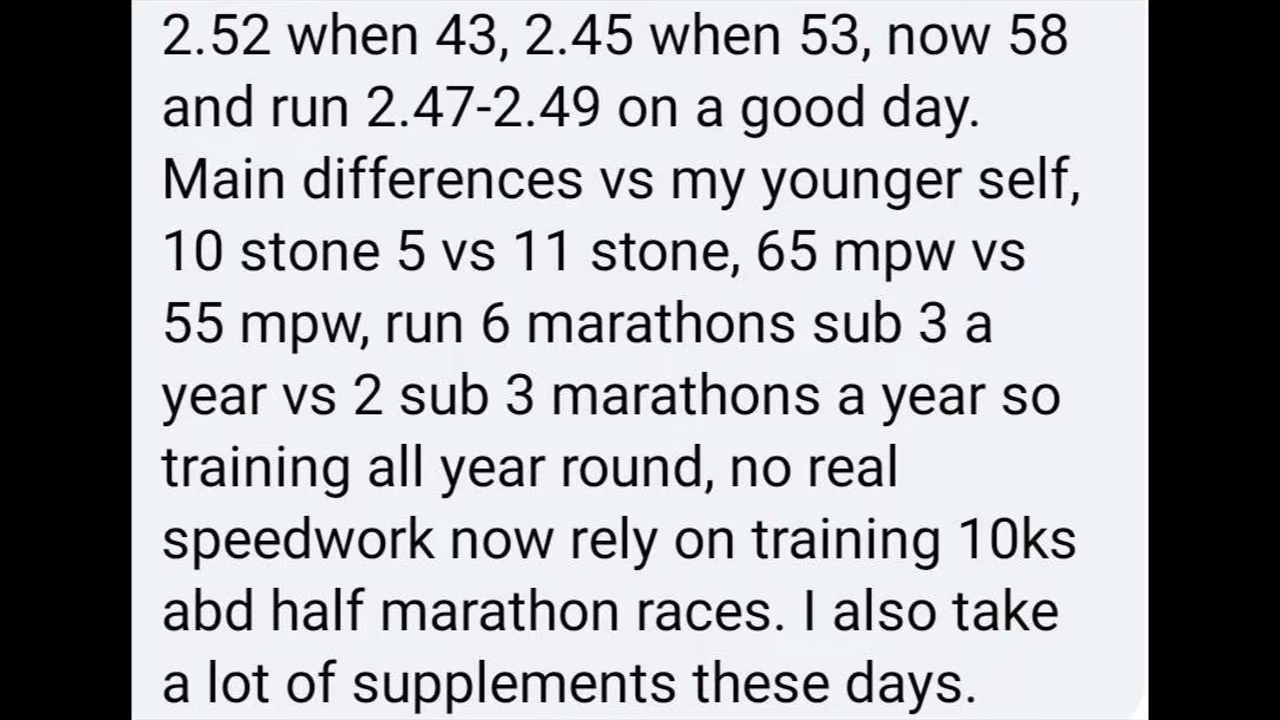 2.52 when 43, 2.45 when 53, now 58
and run 2.47-2.49 on a good day.
Main differences vs my younger self,
10 stone 5 vs 11 stone, 65 mpw vs
55 mpw, run 6 marathons sub 3 a
year vs 2 sub 3 marathons a year so
training all year round, no real
speedwork now rely on training 10ks
abd half marathon races. I also take
a lot of supplements these days.